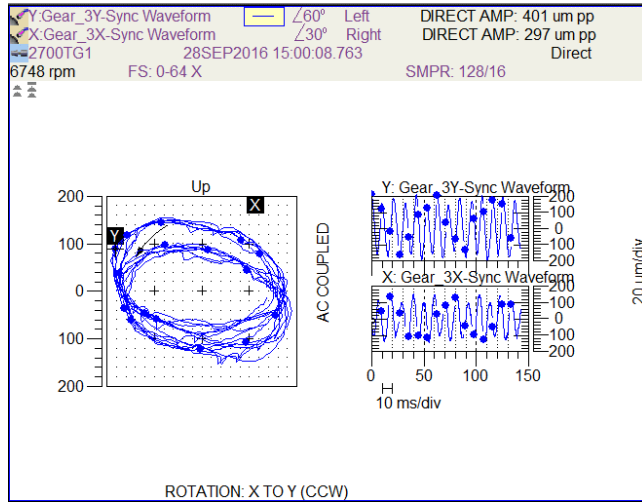 Y:Gear_3Y-Sync Waveform ∠60° Left DIRECT AMP: 401 um pp
X:Gear_3X-Sync Waveform ∠30° Right DIRECT AMP: 297 um pp
2700TG1 28SEP2016 15:00:08.763 Direct
6748 rpm FS: 0-64 X SMPR: 128/16
Up
200
100
0
100
200
Y
X
AC COUPLED
Y: Gear_3Y-Sync Waveform
200
100
0
100
200
X: Gear_3X-Sync Waveform
200
100
0
100
200
20 um/div
0 50 100 150
10 ms/div
ROTATION: X TO Y (CCW)